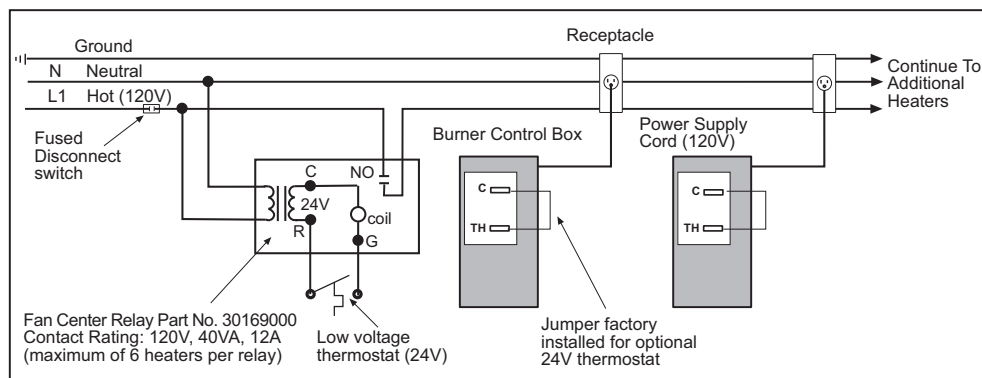 Ground
Receptacle
N Neutral
L1 Hot (120V)
Continue To
Additional
Heaters
Fused
Disconnect
switch
Burner Control Box
Power Supply
Cord (120V)
C
NO
24V
R
coil
G
C
TH
C
TH
Fan Center Relay Part No. 30169000
Contact Rating: 120V, 40VA, 12A
(maximum of 6 heaters per relay)
Low voltage
thermostat (24V)
Jumper factory
installed for optional
24V thermostat